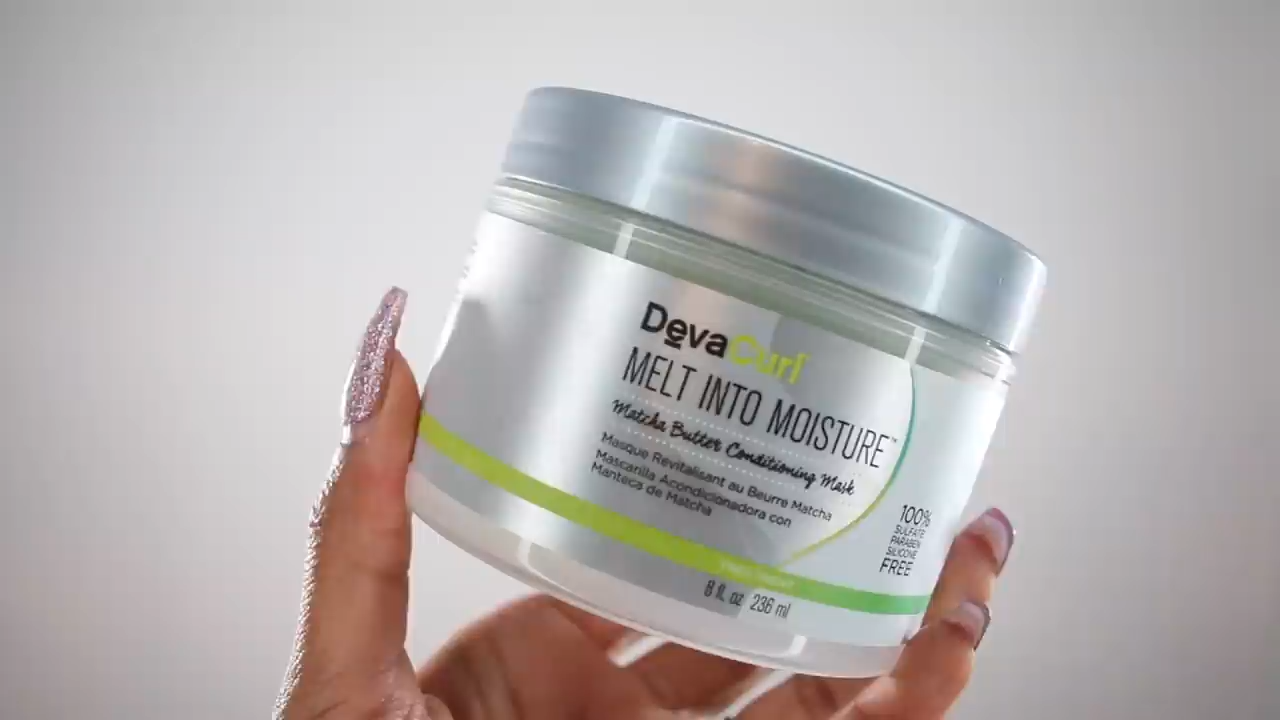 DevaCurl
MELT INTO MOISTURE™
Matcha Butter Conditioning Mask
Masque Revitalisant au Beurre Matcha
Mascarilla Acondicionadora con
Manteca de Matcha
100%
SULFATE
PARABEN
SILICONE
FREE
8 fl. oz 236 ml